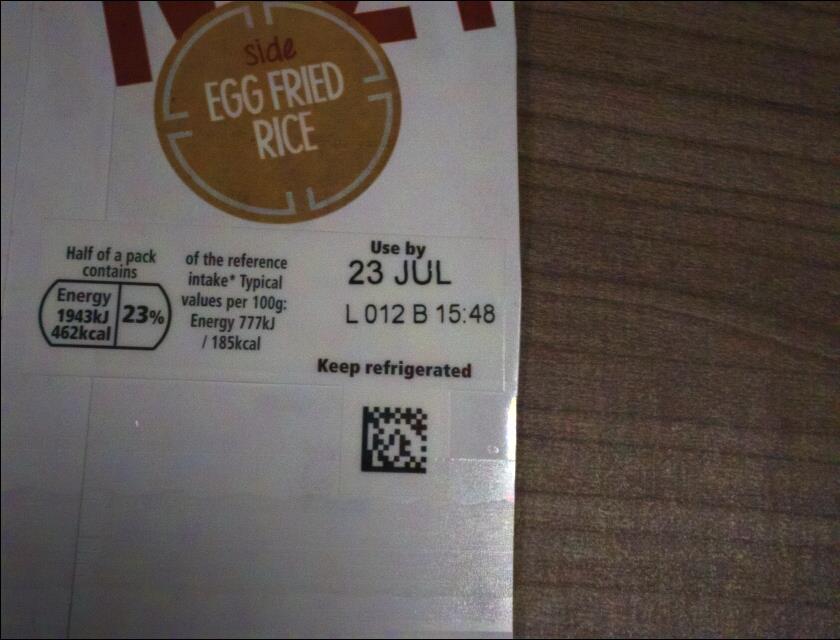 side
EGG FRIED
RICE
Half of a pack
contains
Energy
1943kJ
462kcal
23%
of the reference
intake* Typical
values per 100g:
Energy 777kJ
/ 185kcal
Use by
23 JUL
L 012 B 15:48
Keep refrigerated